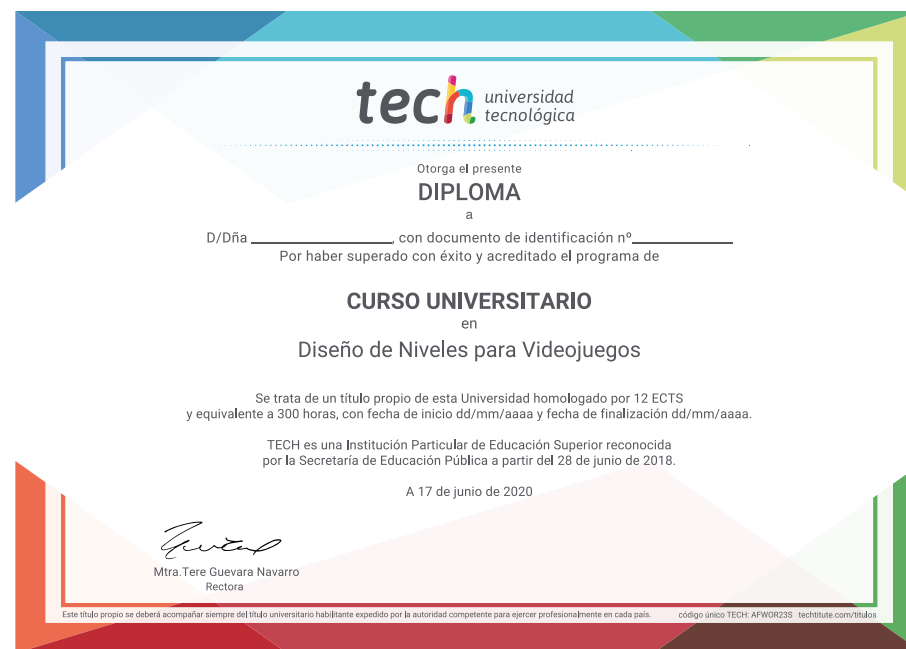 tech universidad
tecnológica
Otorga el presente
DIPLOMA
a
D/Dña ____________________, con documento de identificación nº______________
Por haber superado con éxito y acreditado el programa de
CURSO UNIVERSITARIO
en
Diseño de Niveles para Videojuegos
Se trata de un título propio de esta Universidad homologado por 12 ECTS
y equivalente a 300 horas, con fecha de inicio dd/mm/aaaa y fecha de finalización dd/mm/aaaa.
TECH es una Institución Particular de Educación Superior reconocida
por la Secretaría de Educación Pública a partir del 28 de junio de 2018.
A 17 de junio de 2020
Mtra.Tere Guevara Navarro
Rectora
Este título propio se deberá acompañar siempre del título universitario habilitante expedido por la autoridad competente para ejercer profesionalmente en cada país. código único TECH: AFWOR23S techtitute.com/titulos